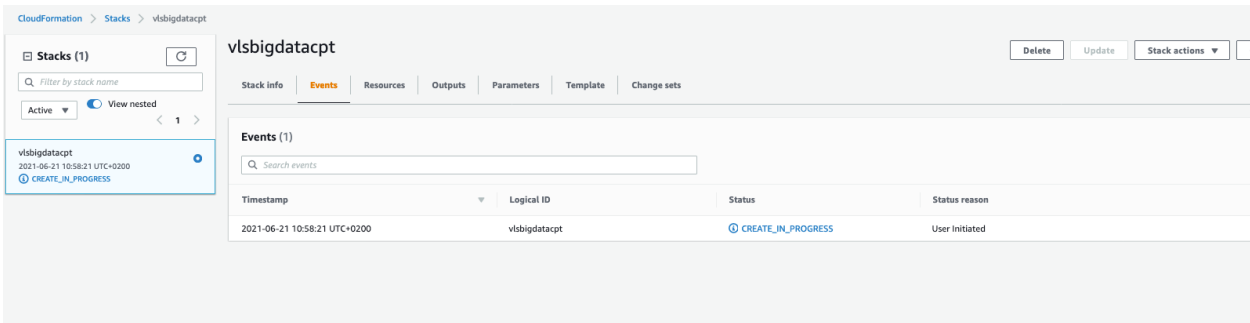 CloudFormation > Stacks > vlsbigdatacpt
Stacks (1)
Filter by stack name
Active
View nested
< 1 >
vlsbigdatacpt
2021-06-21 10:58:21 UTC+0200
CREATE_IN_PROGRESS
vlsbigdatacpt
Delete Update Stack actions
Stack info Events Resources Outputs Parameters Template Change sets
Events (1)
Search events
Timestamp Logical ID Status Status reason
2021-06-21 10:58:21 UTC+0200 vlsbigdatacpt CREATE_IN_PROGRESS User Initiated